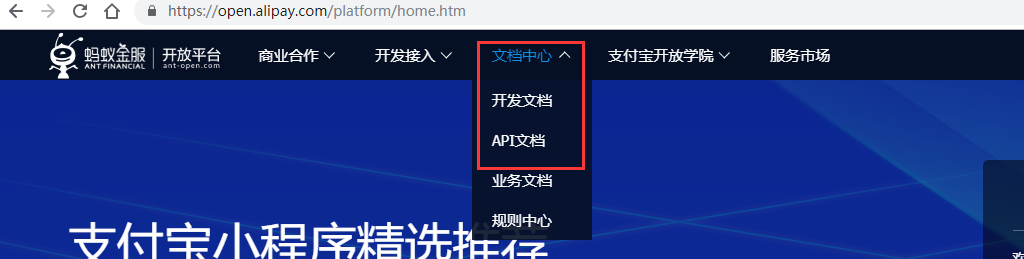 https://open.alipay.com/platform/home.htm
蚂蚁金服 开放平台
ANT FINANCIAL ant-open.com
商业合作 开发接入 文档中心 支付宝开放学院 服务市场
开发文档
API文档
业务文档
规则中心
支付宝小程序精选推荐